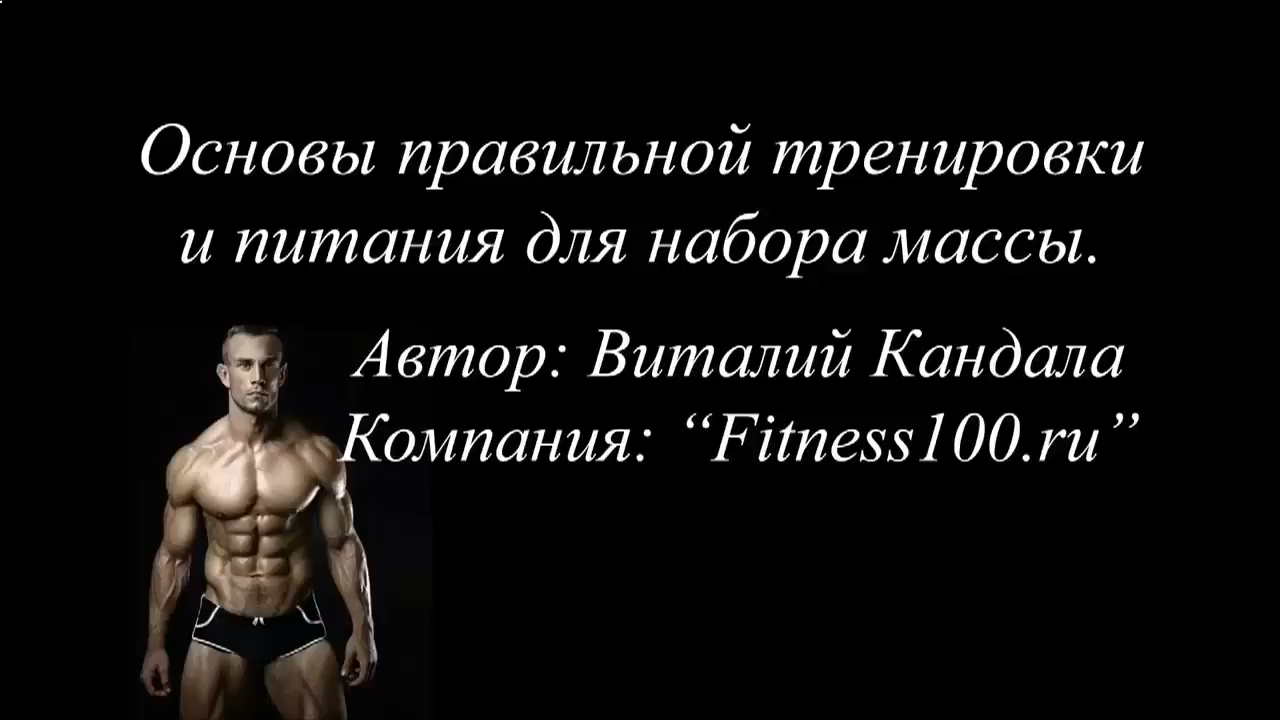 Основы правильной тренировки
и питания для набора массы.
Автор: Виталий Кандала
Компания: “Fitness100.ru”